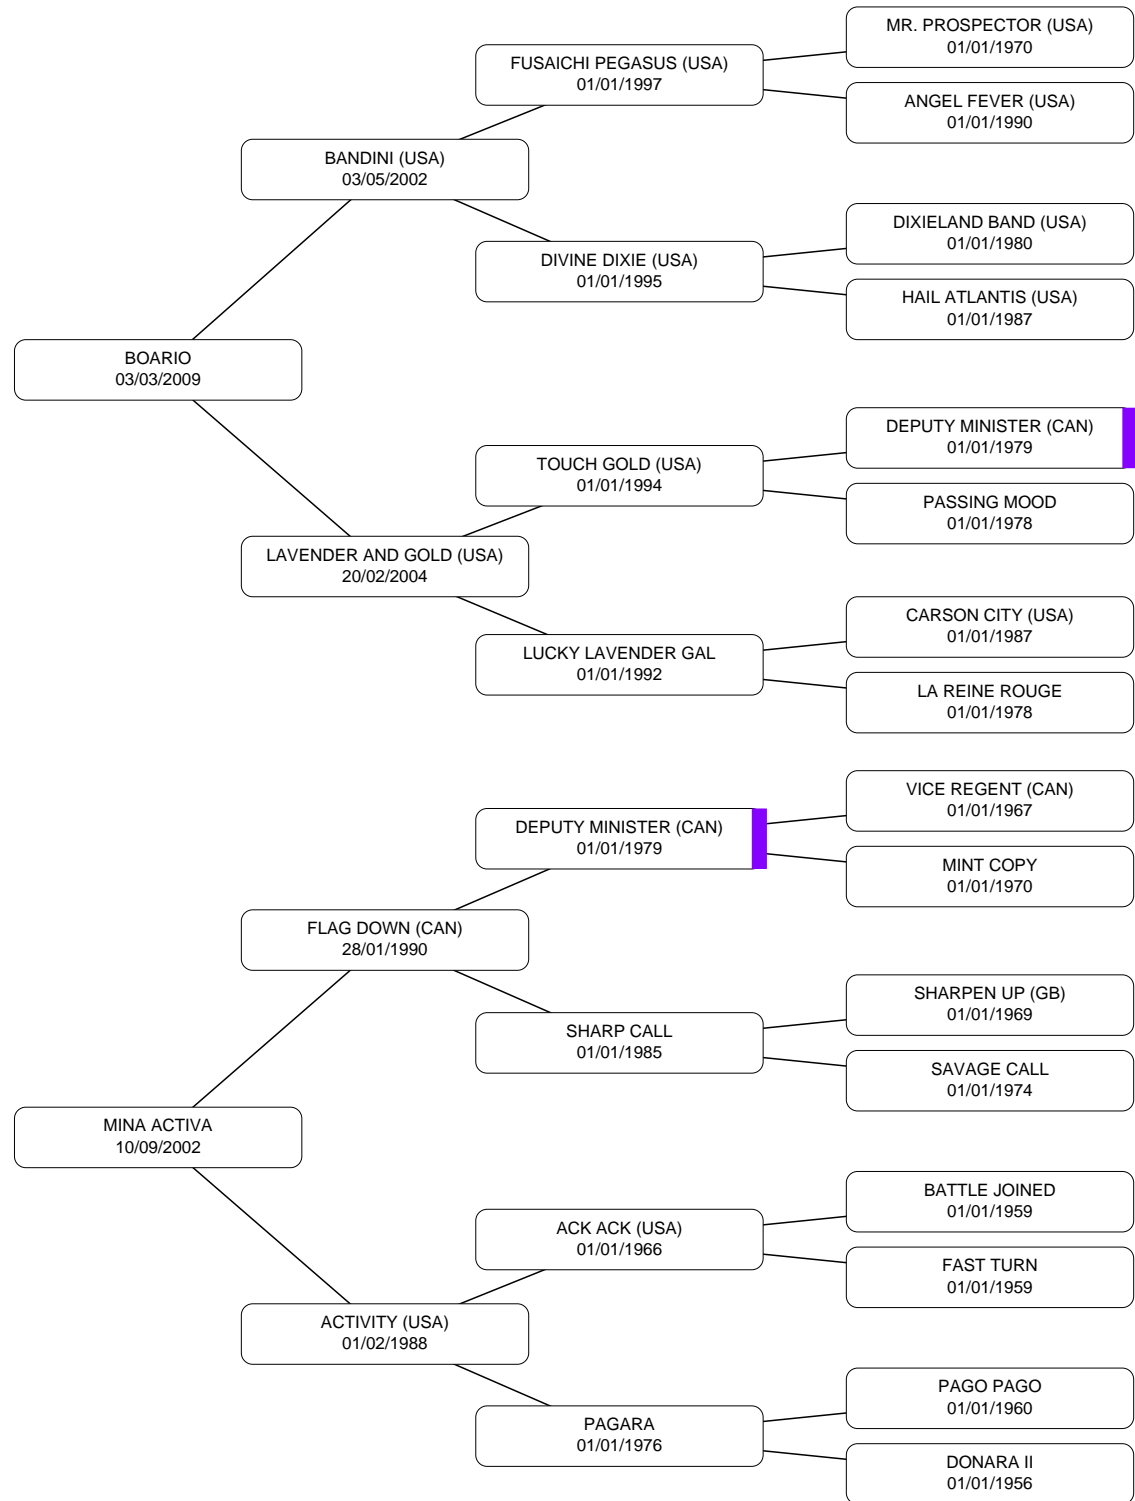 MR. PROSPECTOR (USA)
01/01/1970
FUSAICHI PEGASUS (USA)
01/01/1997
ANGEL FEVER (USA)
01/01/1990
BANDINI (USA)
03/05/2002
DIXIELAND BAND (USA)
01/01/1980
DIVINE DIXIE (USA)
01/01/1995
HAIL ATLANTIS (USA)
01/01/1987
BOARIO
03/03/2009
DEPUTY MINISTER (CAN)
01/01/1979
TOUCH GOLD (USA)
01/01/1994
PASSING MOOD
01/01/1978
LAVENDER AND GOLD (USA)
20/02/2004
CARSON CITY (USA)
01/01/1987
LUCKY LAVENDER GAL
01/01/1992
LA REINE ROUGE
01/01/1978
VICE REGENT (CAN)
01/01/1967
DEPUTY MINISTER (CAN)
01/01/1979
MINT COPY
01/01/1970
FLAG DOWN (CAN)
28/01/1990
SHARPEN UP (GB)
01/01/1969
SHARP CALL
01/01/1985
SAVAGE CALL
01/01/1974
MINA ACTIVA
10/09/2002
BATTLE JOINED
01/01/1959
ACK ACK (USA)
01/01/1966
FAST TURN
01/01/1959
ACTIVITY (USA)
01/02/1988
PAGO PAGO
01/01/1960
PAGARA
01/01/1976
DONARA II
01/01/1956